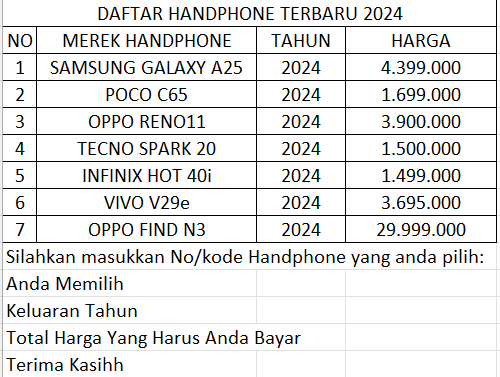 DAFTAR HANDPHONE TERBARU 2024
NO MEREK HANDPHONE TAHUN HARGA
1 SAMSUNG GALAXY A25 2024 4.399.000
2 POCO C65 2024 1.699.000
3 OPPO RENO11 2024 3.900.000
4 TECNO SPARK 20 2024 1.500.000
5 INFINIX HOT 40i 2024 1.499.000
6 VIVO V29e 2024 3.695.000
7 OPPO FIND N3 2024 29.999.000
Silahkan masukkan No/kode Handphone yang anda pilih:
Anda Memilih
Keluaran Tahun
Total Harga Yang Harus Anda Bayar
Terima Kasihh